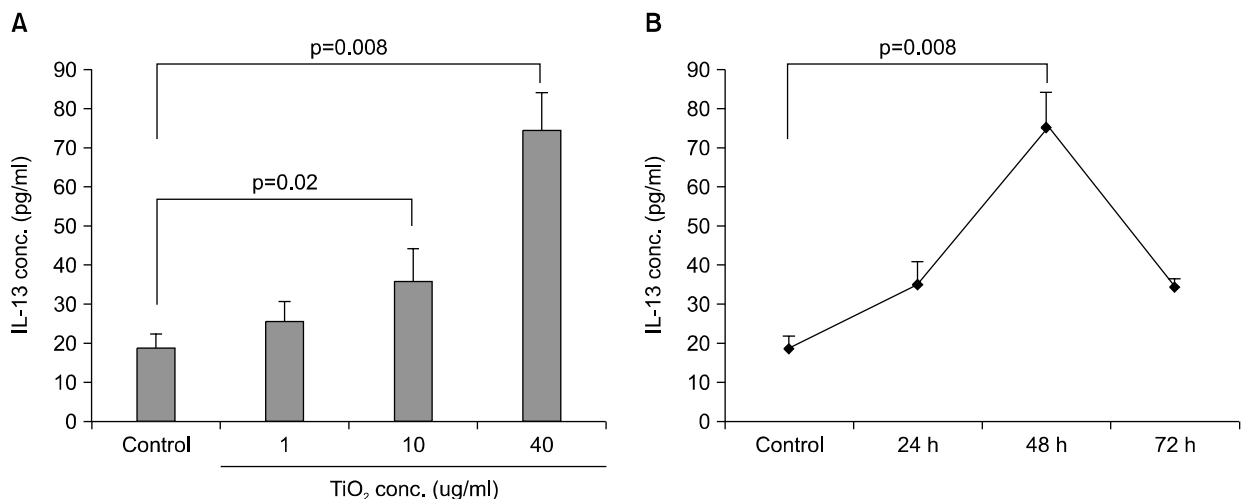 A
p=0.008
90
80
70
60
50
40
30
20
10
0
IL-13 conc. (pg/ml)
p=0.02
Control 1 10 40
TiO₂ conc. (ug/ml)
B
p=0.008
90
80
70
60
50
40
30
20
10
0
IL-13 conc. (pg/ml)
Control 24 h 48 h 72 h